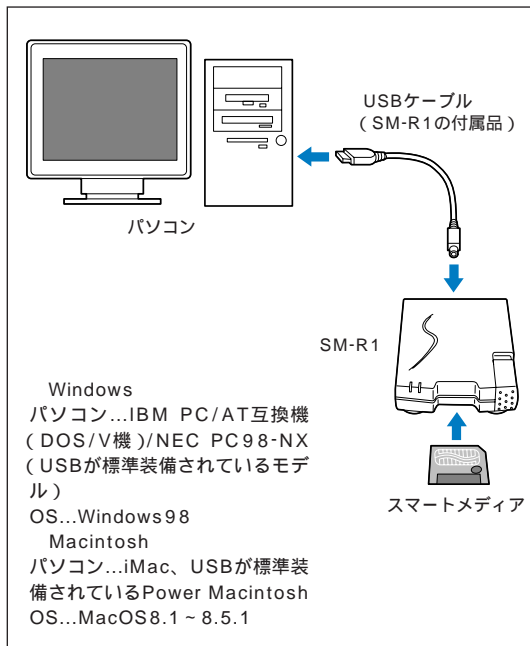 USBケーブル
（SM-R1の付属品）
パソコン
SM-R1
スマートメディア
Windows
パソコン...IBM PC/AT互換機
（DOS/V機）/NEC PC98-NX
（USBが標準装備されているモデ
ル）
OS...Windows98
Macintosh
パソコン...iMac、USBが標準装
備されているPower Macintosh
OS...MacOS8.1 ~ 8.5.1